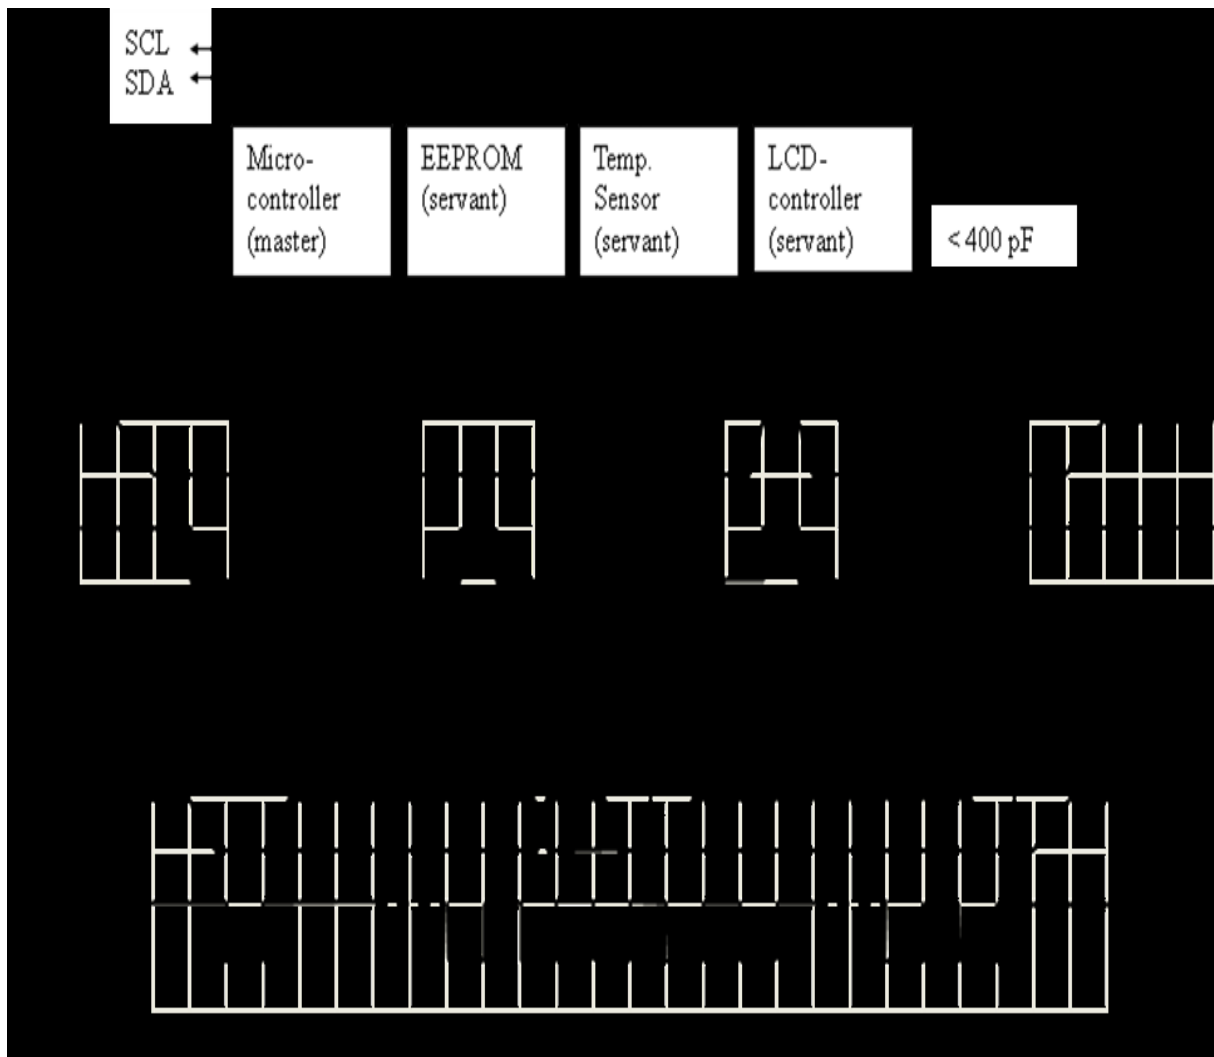 SCL
SDA
Micro-
controller
(master)
EEPROM
(servant)
Temp.
Sensor
(servant)
LCD-
controller
(servant)
< 400 pF